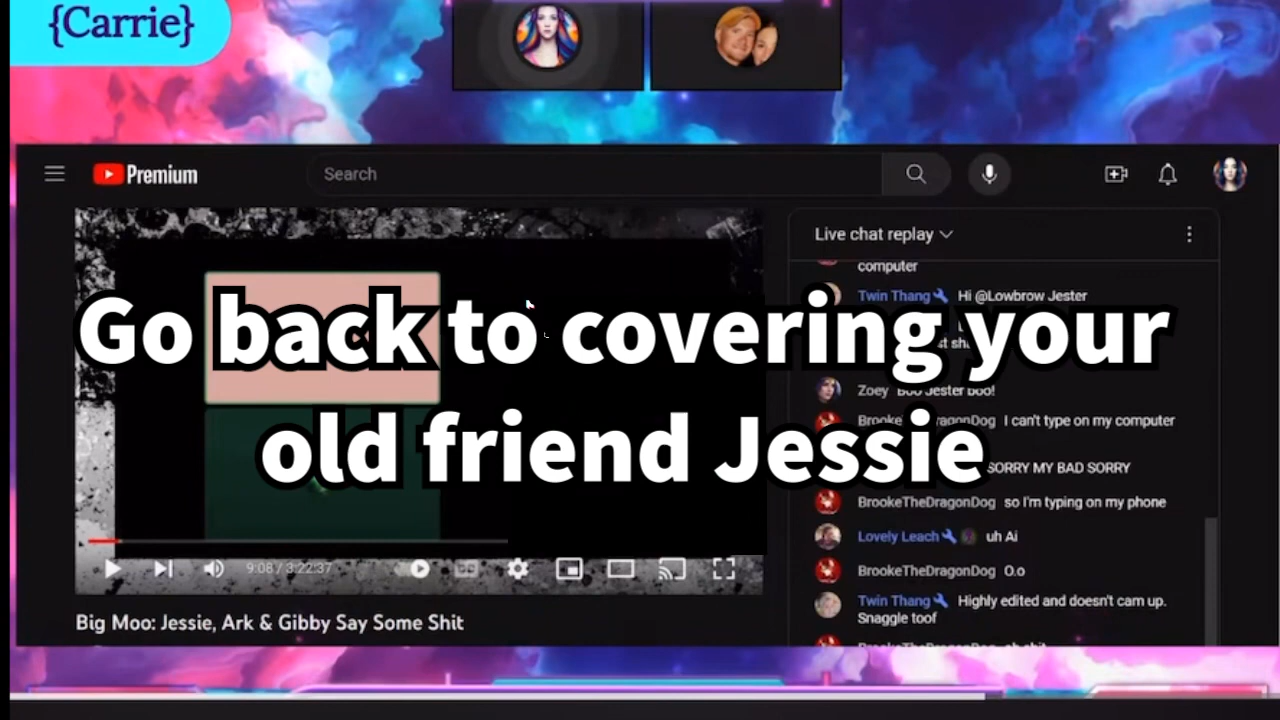 {Carrie}
Premium
Search
Live chat replay
computer
Twin Thang Hi @Lowbrow Jester
Go back to covering your
old friend Jessie
Zoey Boo Jester boo!
BrookeTheDragonDog I can't type on my computer
SORRY MY BAD SORRY
BrookeTheDragonDog so I'm typing on my phone
Lovely Leach uh Ai
BrookeTheDragonDog O.o
Twin Thang Highly edited and doesn't cam up.
Snaggle toof
9:08 / 3:22:37
Big Moo: Jessie, Ark & Gibby Say Some Shit